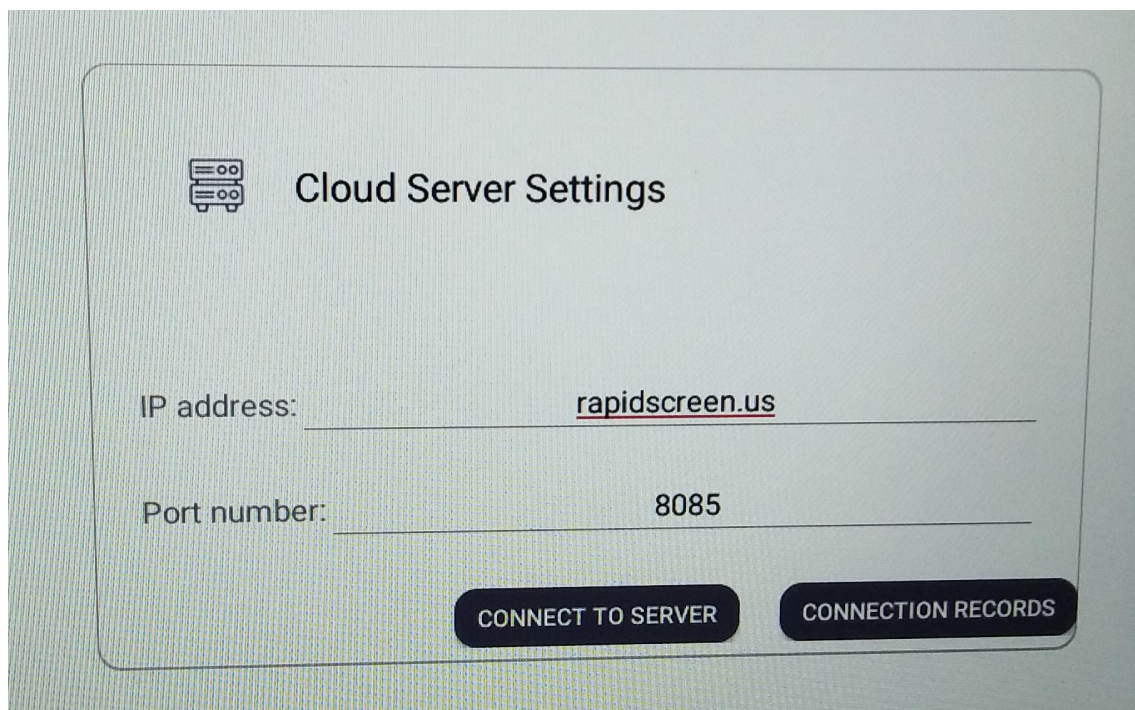 Cloud Server Settings
IP address: rapidscreen.us
Port number: 8085
CONNECT TO SERVER CONNECTION RECORDS